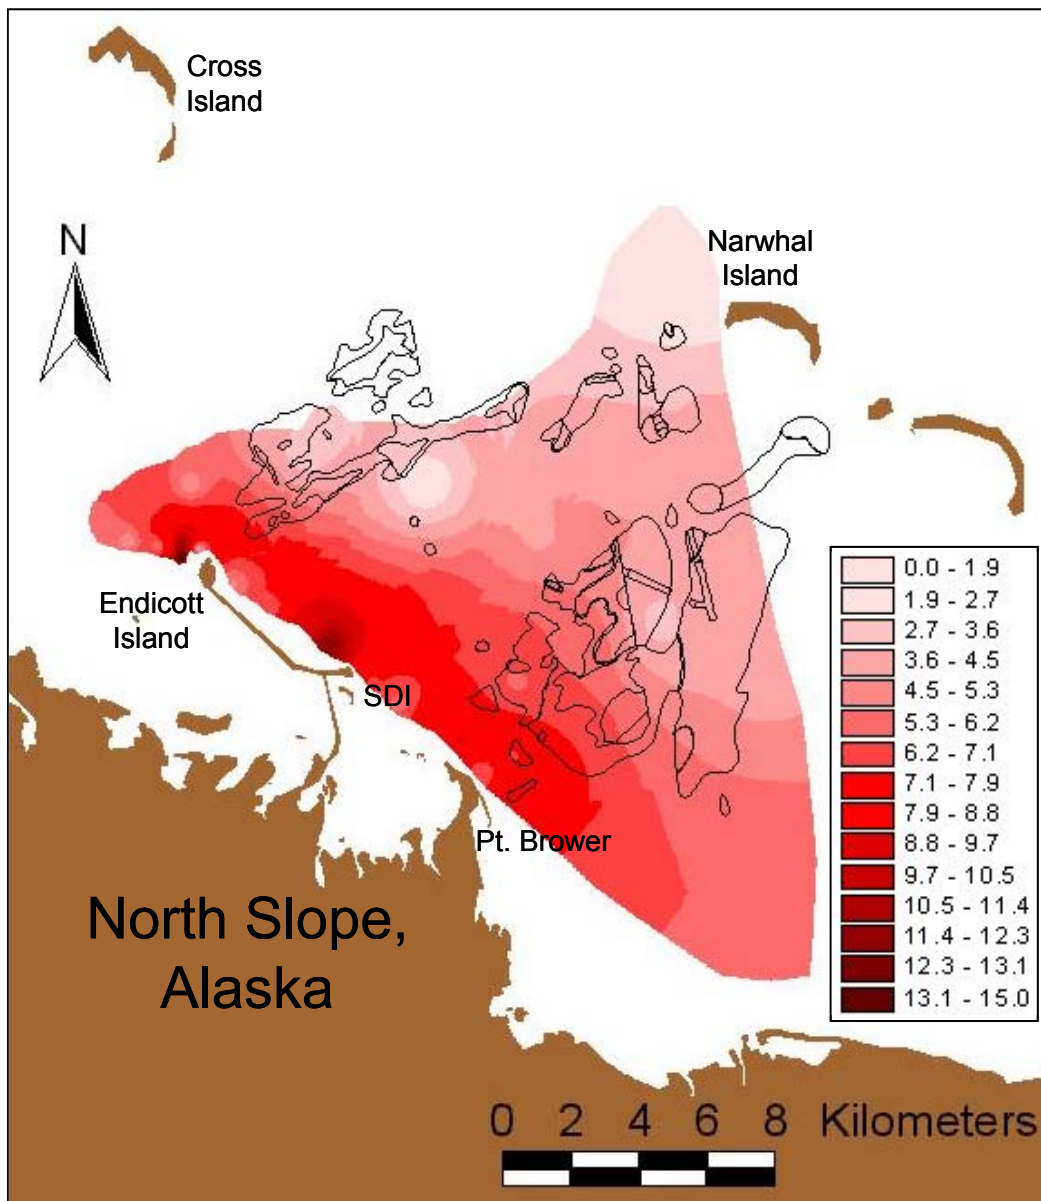 Cross
Island
N
Narwhal
Island
Endicott
Island
SDI
Pt. Brower
North Slope,
Alaska
0.0 - 1.9
1.9 - 2.7
2.7 - 3.6
3.6 - 4.5
4.5 - 5.3
5.3 - 6.2
6.2 - 7.1
7.1 - 7.9
7.9 - 8.8
8.8 - 9.7
9.7 - 10.5
10.5 - 11.4
11.4 - 12.3
12.3 - 13.1
13.1 - 15.0
0 2 4 6 8 Kilometers